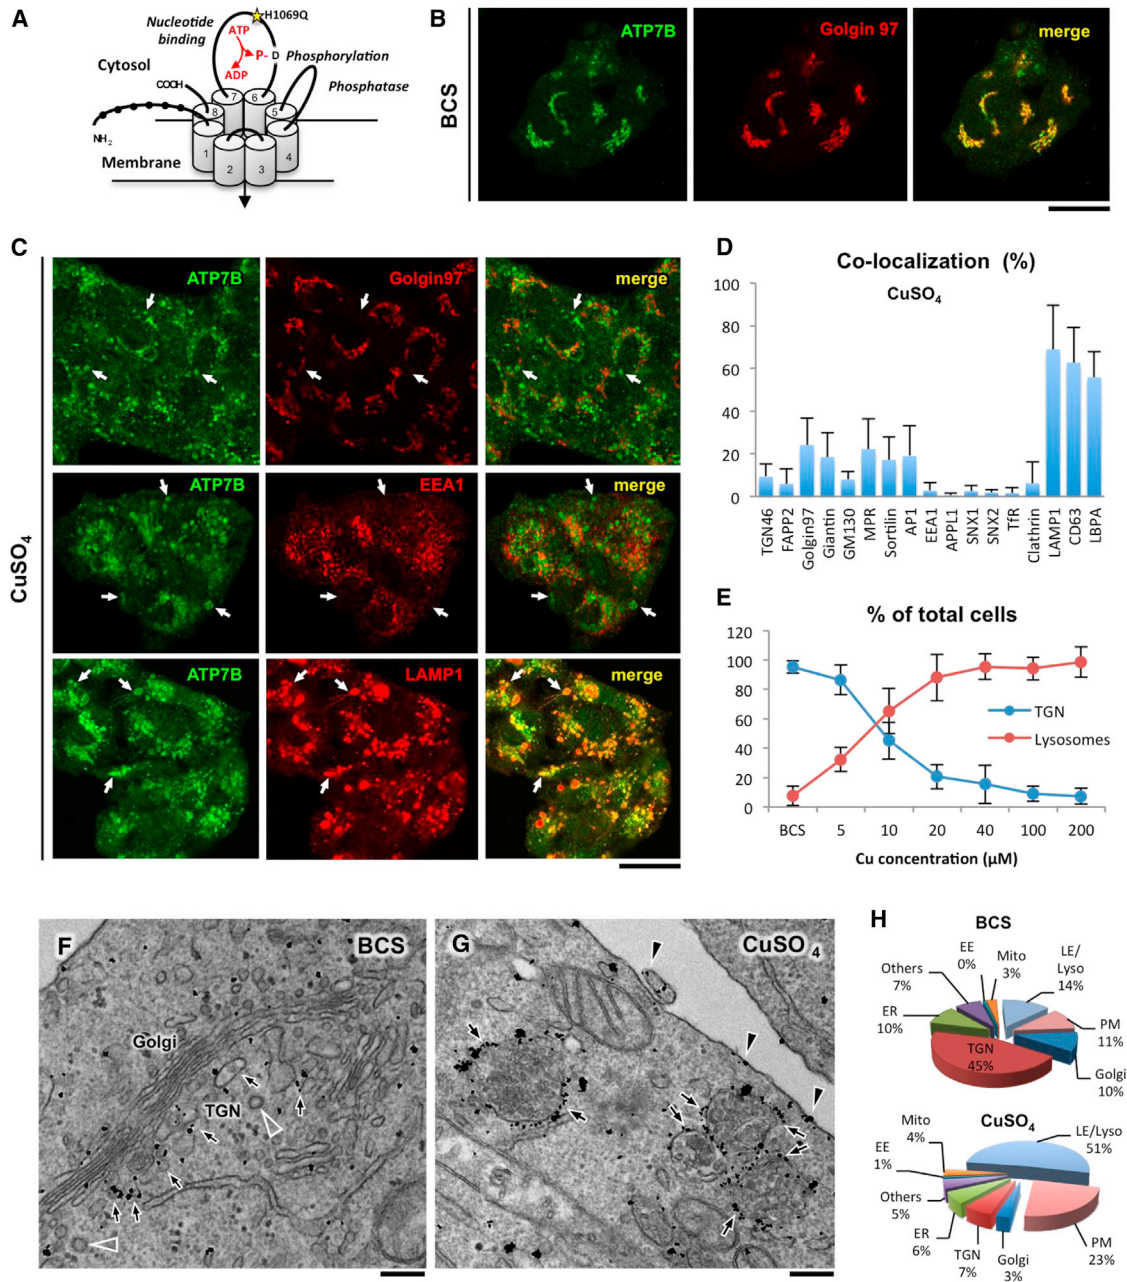 A
Nucleotide
binding
H1069Q
ATP
P-
D
ADP
Phosphorylation
Phosphatase
Cytosol
COOH
NH2
Membrane
1
2
3
4
5
6
7
8
B
BCS
ATP7B
Golgin 97
merge
C
CuSO4
ATP7B
Golgin97
merge
ATP7B
EEA1
merge
ATP7B
LAMP1
merge
D
Co-localization (%)
CuSO4
100
80
60
40
20
0
TGN46
FAPP2
Golgin97
Giantin
GM130
MPR
Sortilin
AP1
EEA1
APPL1
SNX1
SNX2
TfR
Clathrin
LAMP1
CD63
LBPA
E
% of total cells
120
100
80
60
40
20
0
TGN
Lysosomes
BCS 5 10 20 40 100 200
Cu concentration (µM)
F
BCS
Golgi
TGN
G
CuSO4
H
BCS
EE
0%
Mito
3%
LE/
Lyso
14%
Others
7%
ER
10%
PM
11%
TGN
45%
Golgi
10%
CuSO4
Mito
4%
LE/Lyso
51%
EE
1%
Others
5%
ER
6%
TGN
7%
Golgi
3%
PM
23%